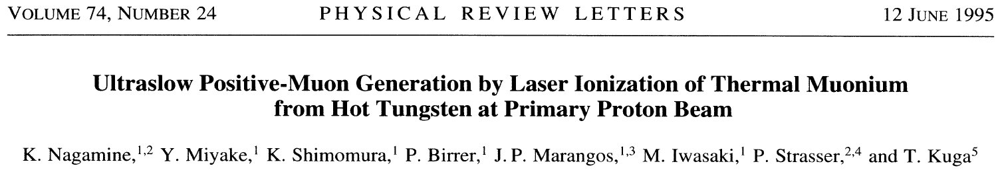 VOLUME 74, NUMBER 24 PHYSICAL REVIEW LETTERS 12 JUNE 1995
Ultraslow Positive-Muon Generation by Laser Ionization of Thermal Muonium
from Hot Tungsten at Primary Proton Beam
K. Nagamine,1,2 Y. Miyake,1 K. Shimomura,1 P. Birrer,1 J. P. Marangos,1,3 M. Iwasaki,1 P. Strasser,2,4 and T. Kuga5